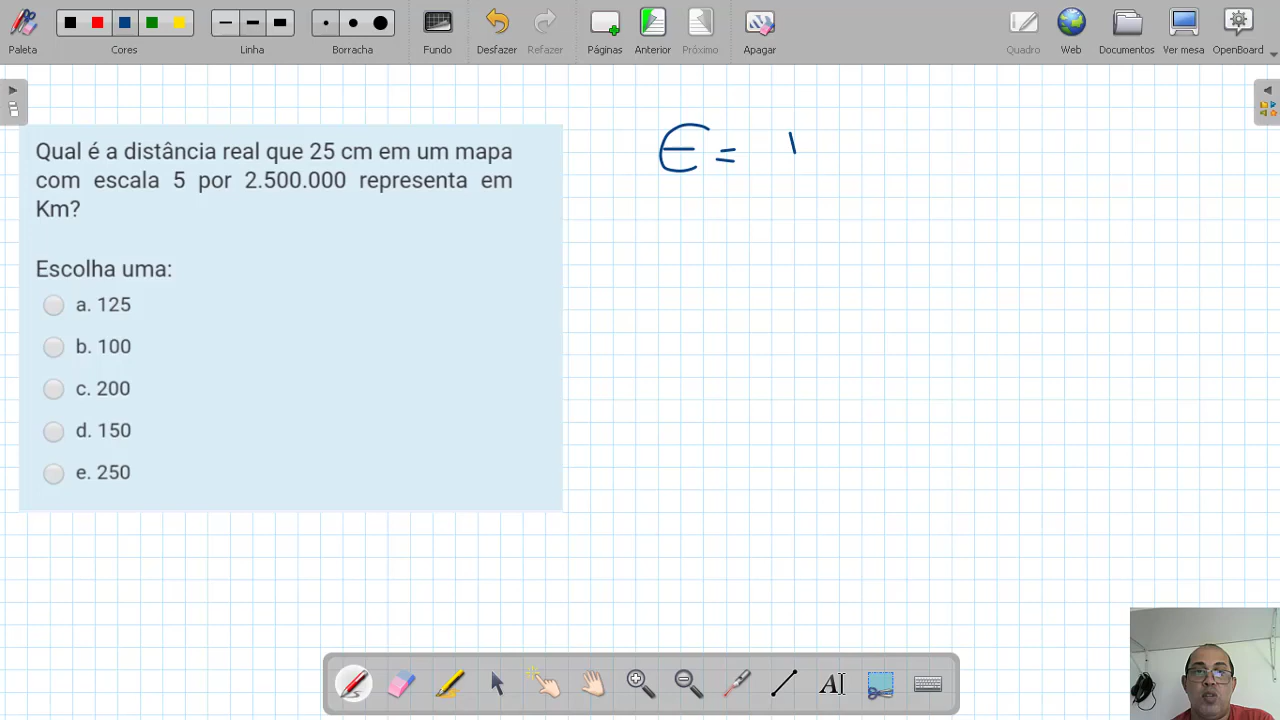 Paleta
Cores
Linha
Borracha
Fundo
Desfazer
Refazer
Páginas
Anterior
Próximo
Apagar
Quadro
Web
Documentos
Ver mesa
OpenBoard
Qual é a distância real que 25 cm em um mapa
com escala 5 por 2.500.000 representa em
Km?
Escolha uma:
a. 125
b. 100
c. 200
d. 150
e. 250
E =